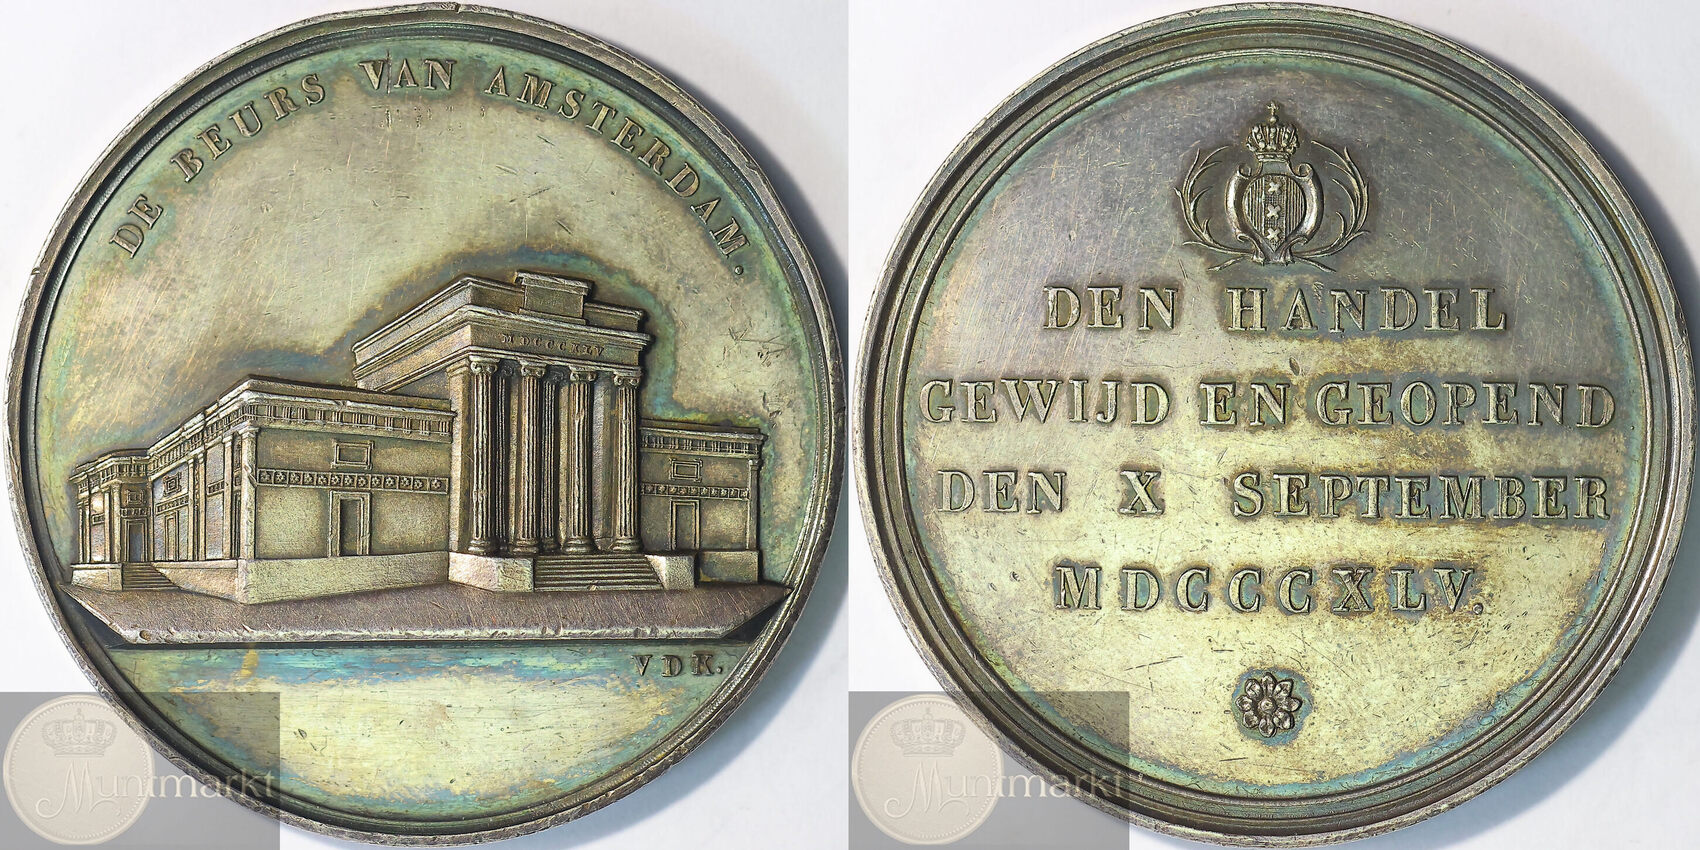 DE BEURS VAN AMSTERDAM.
MDCCCXLV
VDK.
Muntmarkt
DEN HANDEL
GEWIJD EN GEOPEND
DEN X SEPTEMBER
MDCCCXLV.
Muntmarkt